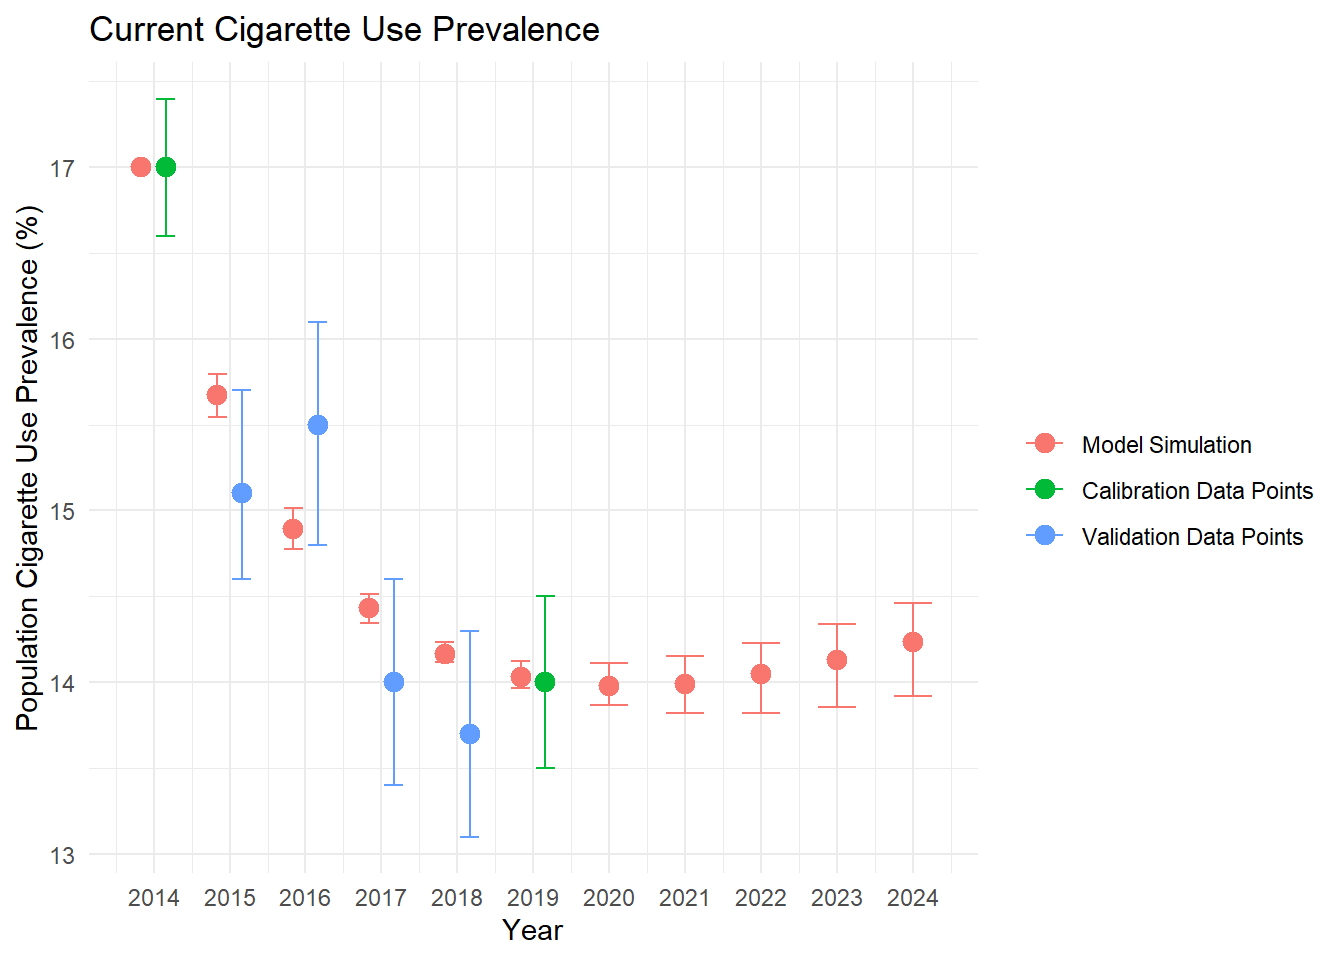 Current Cigarette Use Prevalence
Population Cigarette Use Prevalence (%)
17
16
15
14
13
2014 2015 2016 2017 2018 2019 2020 2021 2022 2023 2024
Year
Model Simulation
Calibration Data Points
Validation Data Points